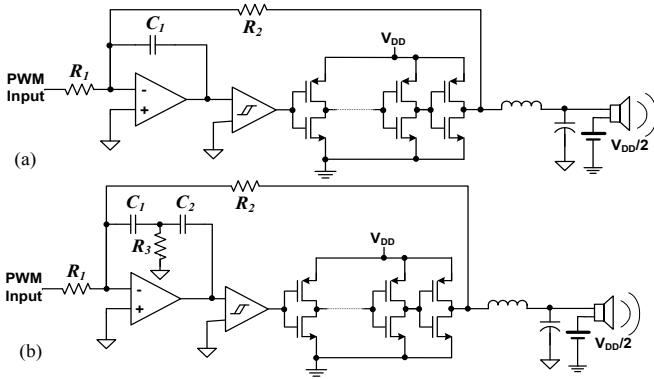 R2
C1
VDD
PWM
Input
R1
-
+
VDD/2
(a)
R2
C1
C2
R3
VDD
PWM
Input
R1
-
+
VDD/2
(b)